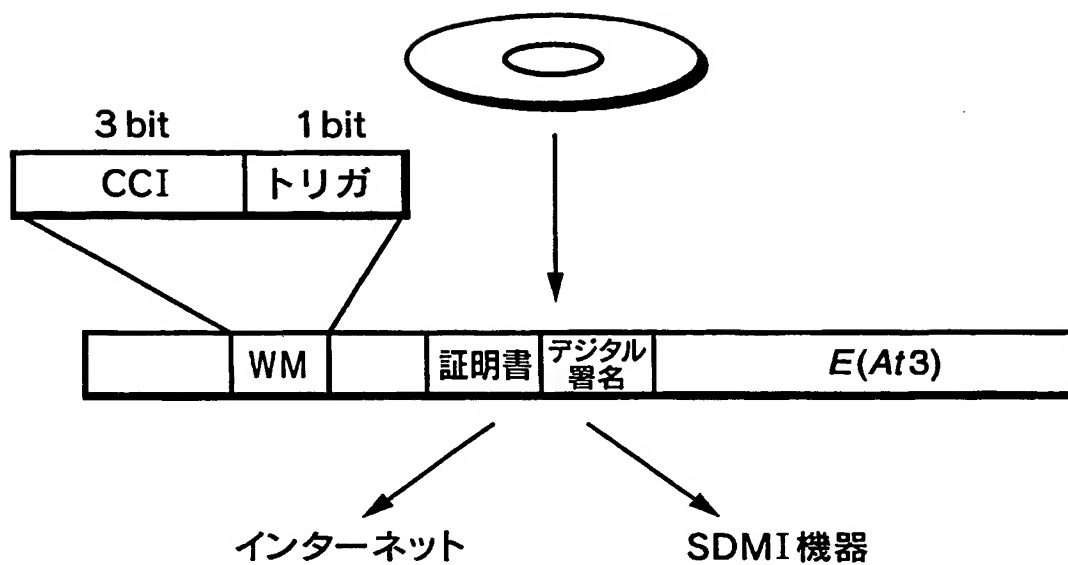 3 bit 1 bit
CCI トリガ
WM 証明書 デジタル署名 E(At3)
インターネット SDMI機器